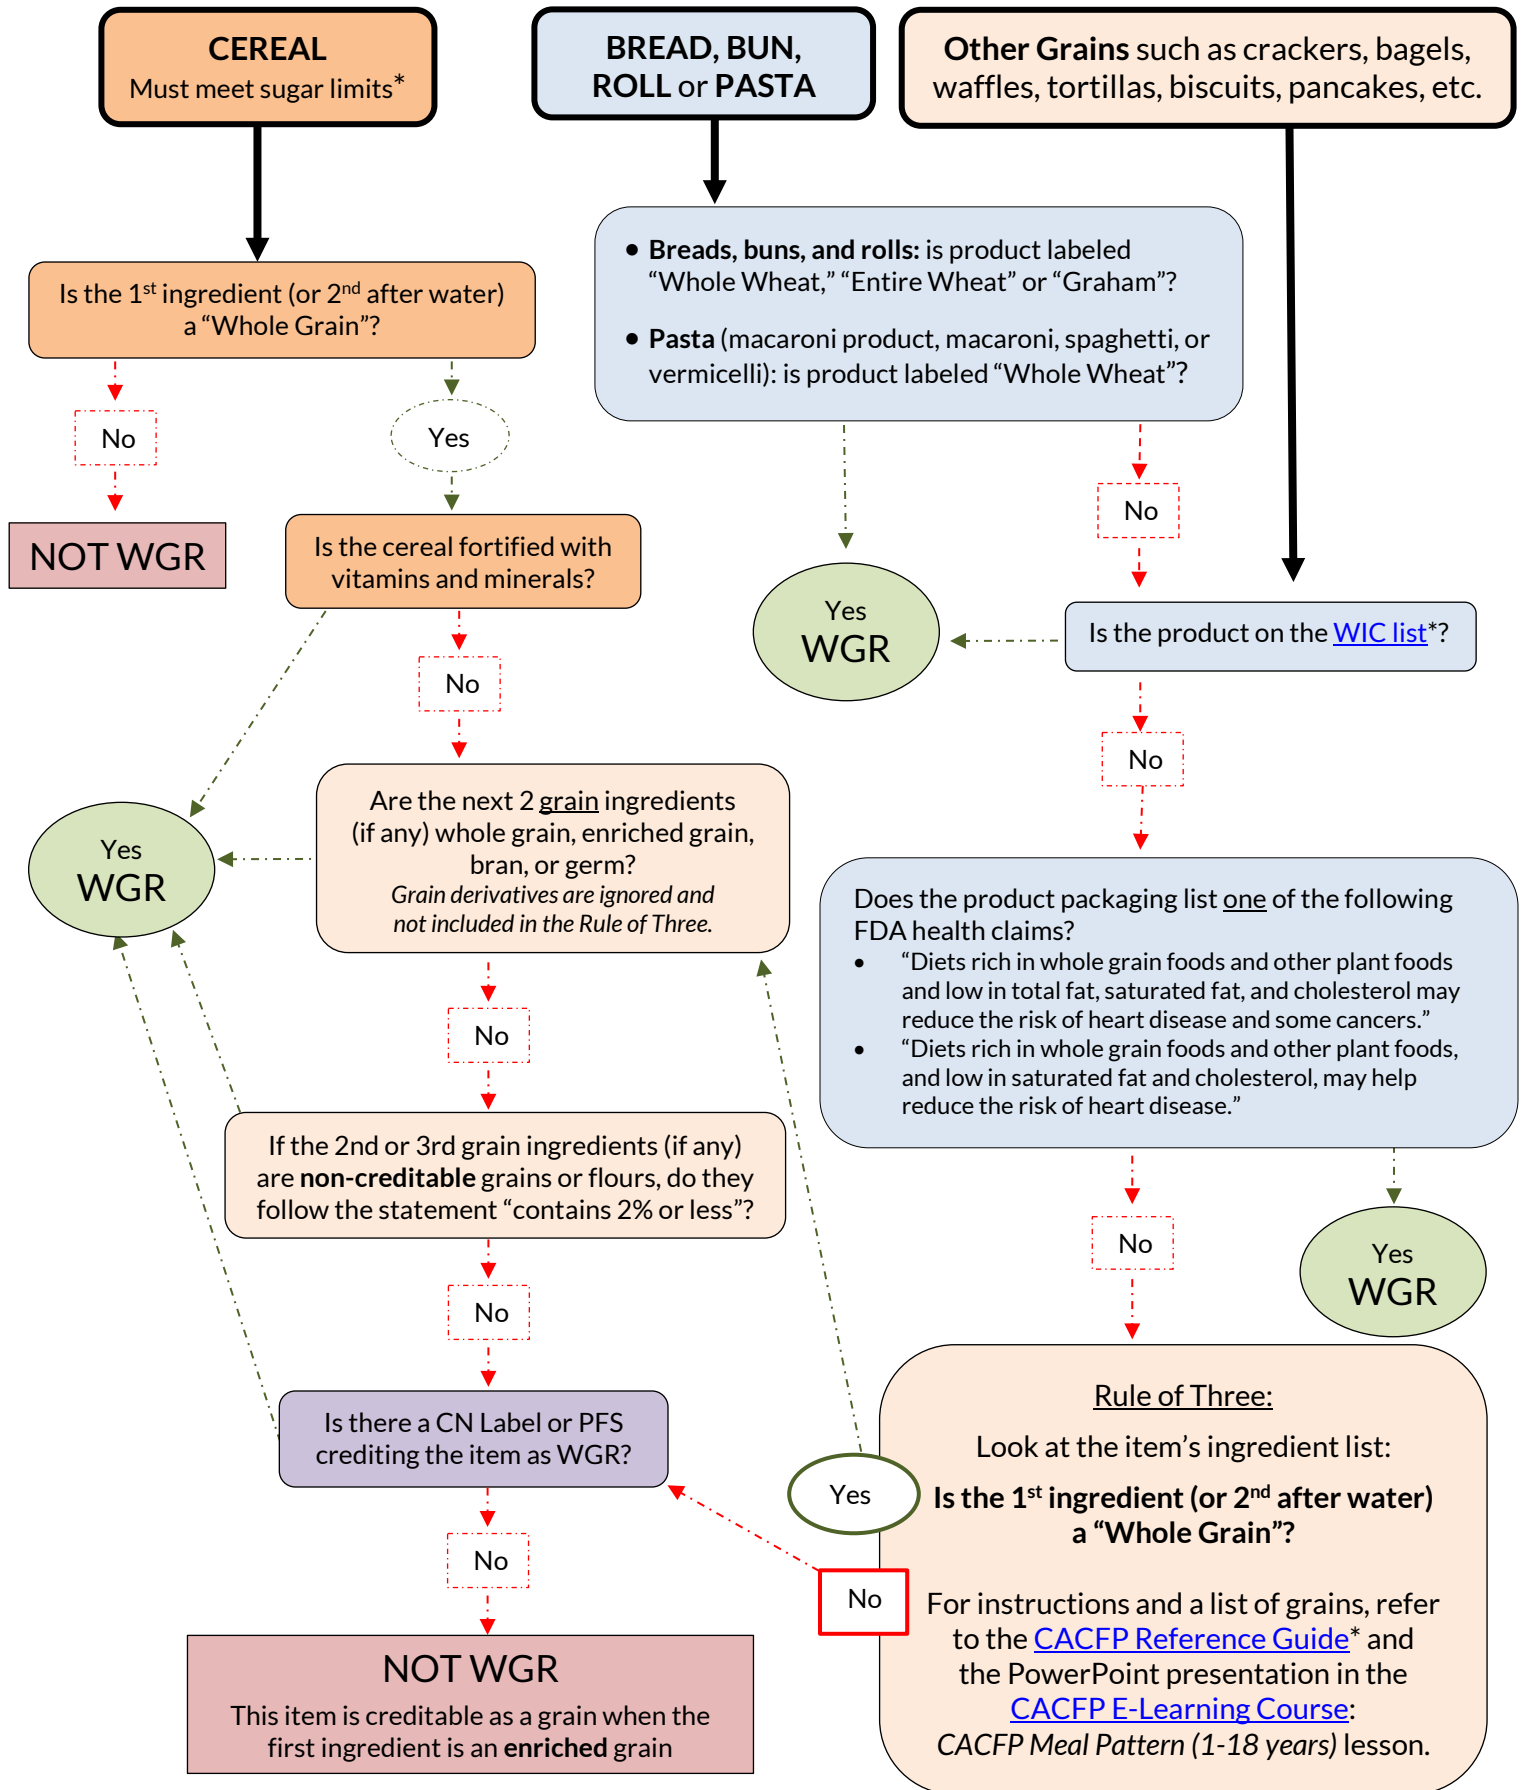 CEREAL
Must meet sugar limits*
BREAD, BUN,
ROLL or PASTA
Other Grains such as crackers, bagels,
waffles, tortillas, biscuits, pancakes, etc.
Is the 1st ingredient (or 2nd after water)
a “Whole Grain”?
No
Yes
NOT WGR
Is the cereal fortified with
vitamins and minerals?
No
Are the next 2 grain ingredients
(if any) whole grain, enriched grain,
bran, or germ?
Grain derivatives are ignored and
not included in the Rule of Three.
Yes
WGR
No
If the 2nd or 3rd grain ingredients (if any)
are non-creditable grains or flours, do they
follow the statement “contains 2% or less”?
No
Is there a CN Label or PFS
crediting the item as WGR?
No
NOT WGR
This item is creditable as a grain when the
first ingredient is an enriched grain
• Breads, buns, and rolls: is product labeled
“Whole Wheat,” “Entire Wheat” or “Graham”?
• Pasta (macaroni product, macaroni, spaghetti, or
vermicelli): is product labeled “Whole Wheat”?
No
Yes
WGR
Is the product on the WIC list*?
No
Does the product packaging list one of the following
FDA health claims?
• “Diets rich in whole grain foods and other plant foods
and low in total fat, saturated fat, and cholesterol may
reduce the risk of heart disease and some cancers.”
• “Diets rich in whole grain foods and other plant foods,
and low in saturated fat and cholesterol, may help
reduce the risk of heart disease.”
No
Yes
WGR
Rule of Three:
Look at the item’s ingredient list:
Is the 1st ingredient (or 2nd after water)
a “Whole Grain”?
Yes
No
For instructions and a list of grains, refer
to the CACFP Reference Guide* and
the PowerPoint presentation in the
CACFP E-Learning Course:
CACFP Meal Pattern (1-18 years) lesson.